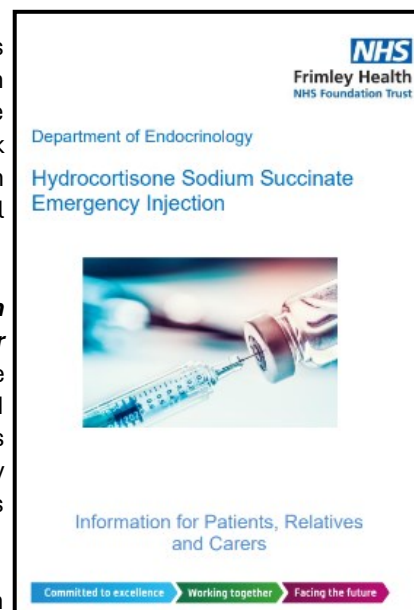 NHS
Frimley Health
NHS Foundation Trust
Department of Endocrinology
Hydrocortisone Sodium Succinate
Emergency Injection
Information for Patients, Relatives
and Carers
Committed to excellence
Working together
Facing the future